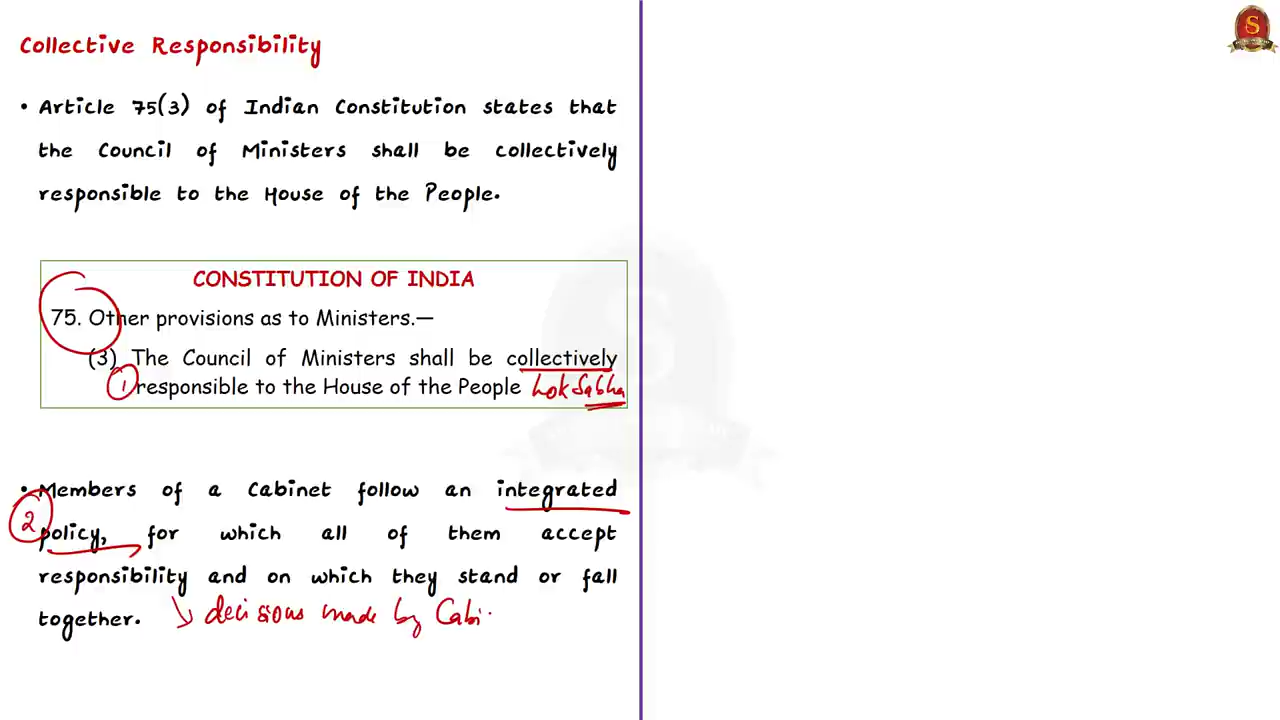 Collective Responsibility
• Article 75(3) of Indian Constitution states that
the Council of Ministers shall be collectively
responsible to the House of the People.
CONSTITUTION OF INDIA
75. Other provisions as to Ministers.—
(3) The Council of Ministers shall be collectively
① responsible to the House of the People Lok Sabha
• Members of a Cabinet follow an integrated
② policy, for which all of them accept
responsibility and on which they stand or fall
together. ↘ decisions made by Cabi
S